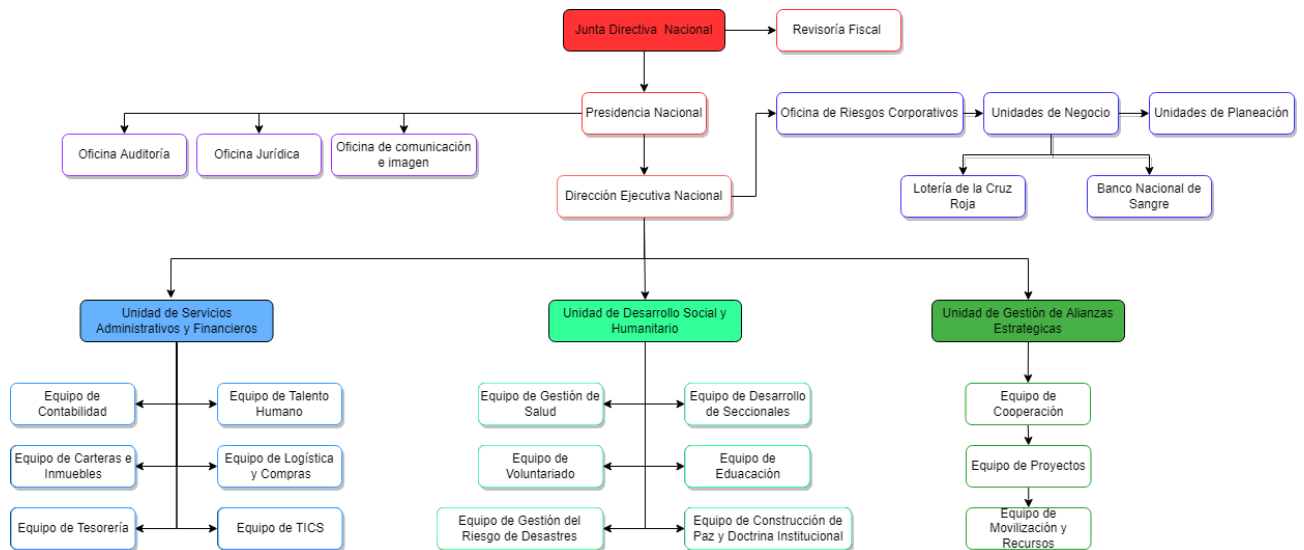 Junta Directiva  Nacional
Revisoría Fiscal
Presidencia Nacional
Oficina de Riesgos Corporativos
Unidades de Negocio
Unidades de Planeación
Oficina Auditoría
Oficina Jurídica
Oficina de comunicación
e imagen
Dirección Ejecutiva Nacional
Lotería de la Cruz
Roja
Banco Nacional de
Sangre
Unidad de Servicios
Administrativos y Financieros
Unidad de Desarrollo Social y
Humanitario
Unidad de Gestión de Alianzas
Estrategicas
Equipo de
Contabilidad
Equipo de Talento
Humano
Equipo de Gestión de
Salud
Equipo de Desarrollo
de Seccionales
Equipo de
Cooperación
Equipo de Carteras e
Inmuebles
Equipo de Logística
y Compras
Equipo de
Voluntariado
Equipo de
Eduacación
Equipo de Proyectos
Equipo de Tesorería
Equipo de TICS
Equipo de Gestión del
Riesgo de Desastres
Equipo de Construcción de
Paz y Doctrina Institucional
Equipo de
Movilización y
Recursos